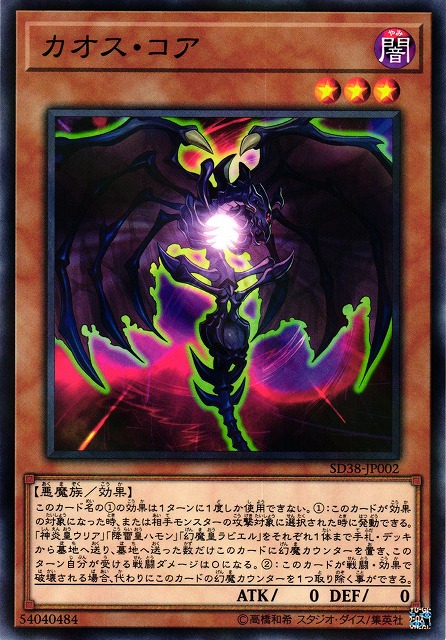 カオス・コア
闇
やみ
SD38-JP002
【悪魔族／効果】
このカード名の①の効果は1ターンに1度しか使用できない。①:このカードが効果
の対象になった時、または相手モンスターの攻撃対象に選択された時に発動できる。
「神炎皇ウリア」「降雷皇ハモン」「幻魔皇ラビエル」をそれぞれ1体まで手札・デッキ
から墓地へ送り、墓地へ送った数だけこのカードに幻魔カウンターを置き、この
ターン自分が受ける戦闘ダメージは0になる。②:このカードが戦闘・効果で
破壊される場合、代わりにこのカードの幻魔カウンターを1つ取り除く事ができる。
ATK/ 0 DEF/ 0
54040484
©高橋和希 スタジオ・ダイス/集英社